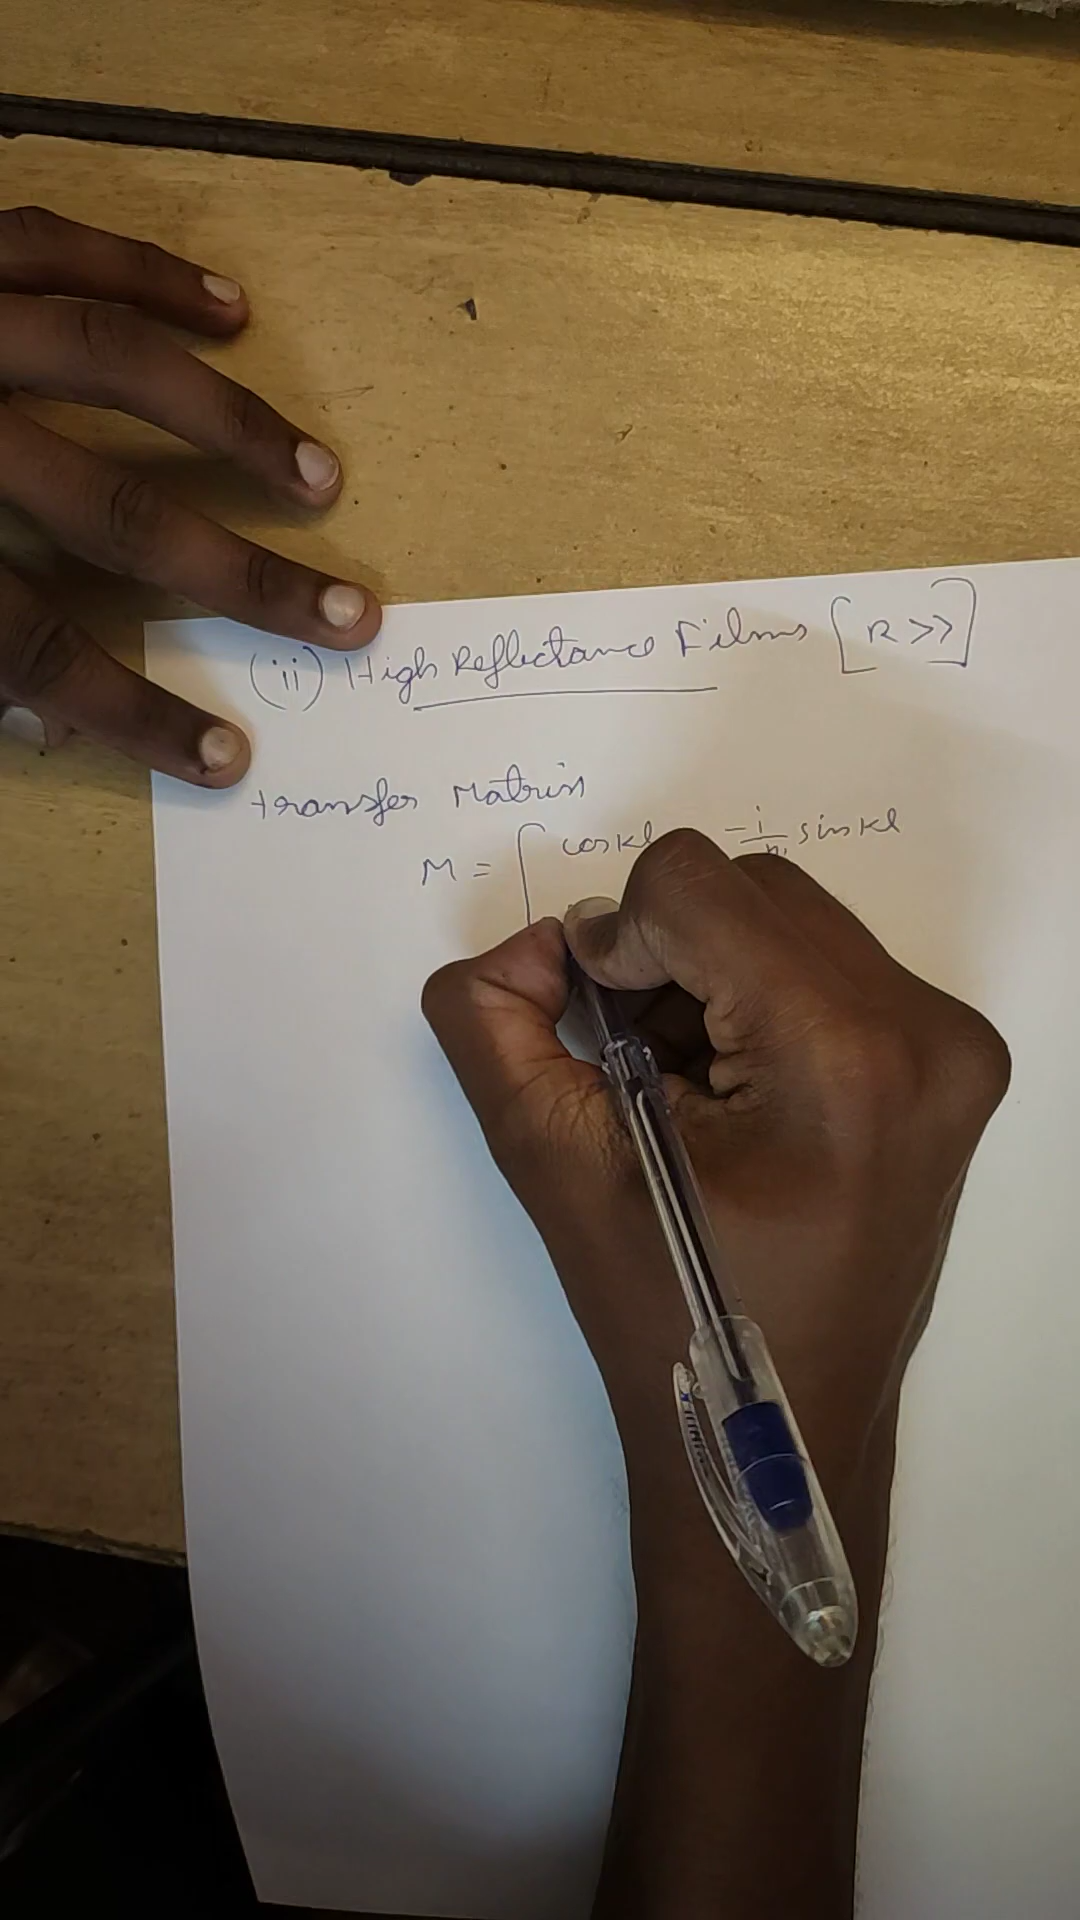 (ii) High Reflectance Films [R >>]
transfer Matrix
M = [ cos kl -i/n₁ sin kl